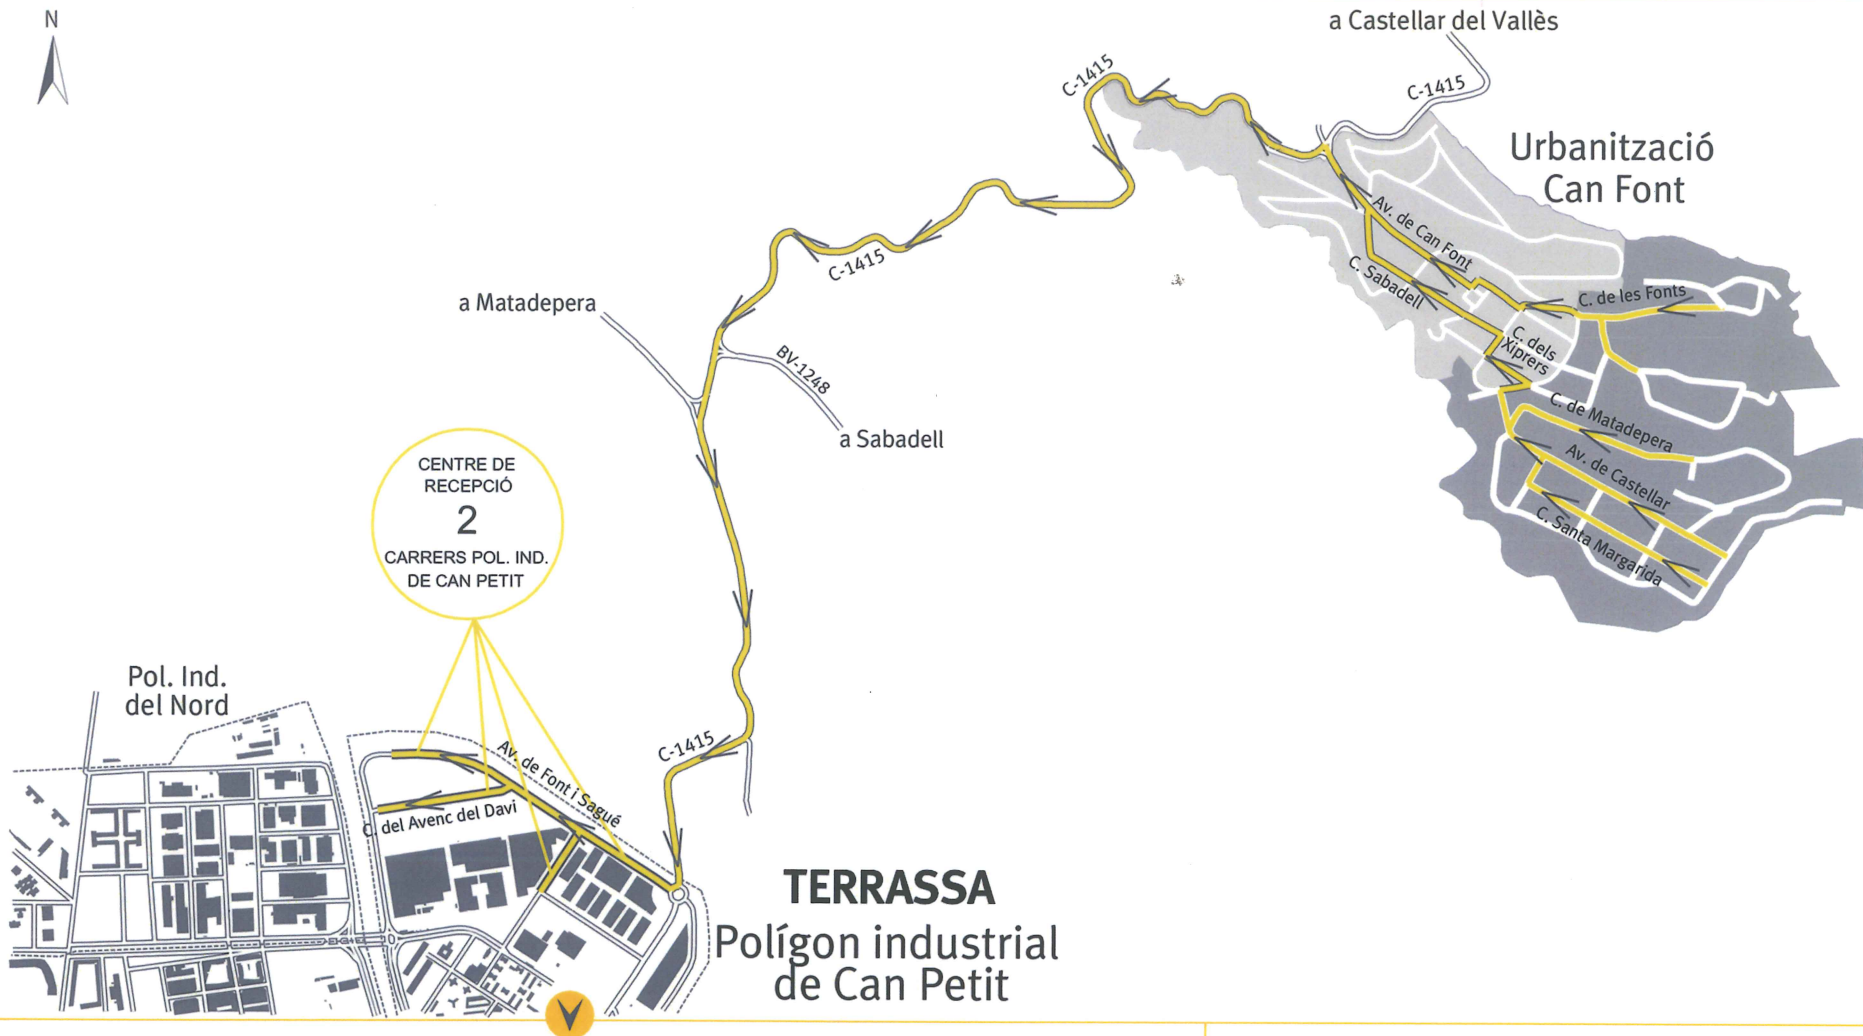 N
a Castellar del Vallès
C-1415
C-1415
Urbanització
Can Font
Av. de Can Font
C. Sabadell
C. de les Fonts
C. dels
Xiprers
C. de Matadepera
Av. de Castellar
C. Santa Margarida
C-1415
a Matadepera
BV-1248
a Sabadell
CENTRE DE
RECEPCIÓ
2
CARRERS POL. IND.
DE CAN PETIT
Pol. Ind.
del Nord
C-1415
Av. de Font i Sagué
C. del Avenc del Davi
TERRASSA
Polígon industrial
de Can Petit